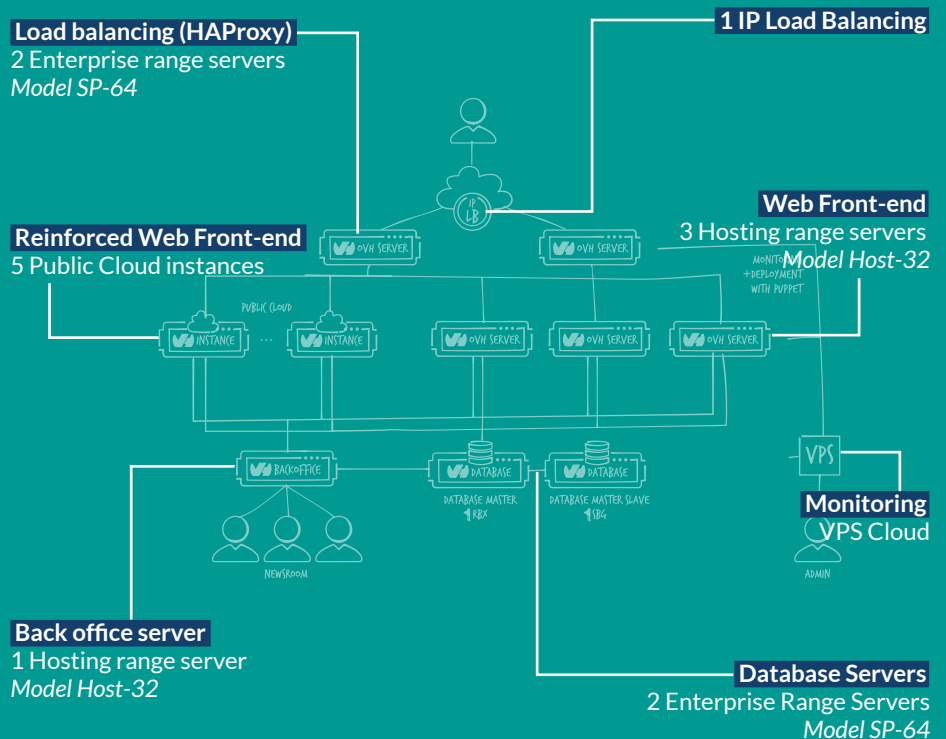 Load balancing (HAProxy)
2 Enterprise range servers
Model SP-64
1 IP Load Balancing
IP
LB
Reinforced Web Front-end
5 Public Cloud instances
OVH SERVER
OVH SERVER
Web Front-end
3 Hosting range servers
Model Host-32
MONITORING
+DEPLOYMENT
WITH PUPPET
PUBLIC CLOUD
INSTANCE
...
INSTANCE
OVH SERVER
OVH SERVER
OVH SERVER
BACKOFFICE
DATABASE
DATABASE
VPS
DATABASE MASTER
RBX
DATABASE MASTER SLAVE
SBG
Monitoring
VPS Cloud
NEWSROOM
ADMIN
Back office server
1 Hosting range server
Model Host-32
Database Servers
2 Enterprise Range Servers
Model SP-64